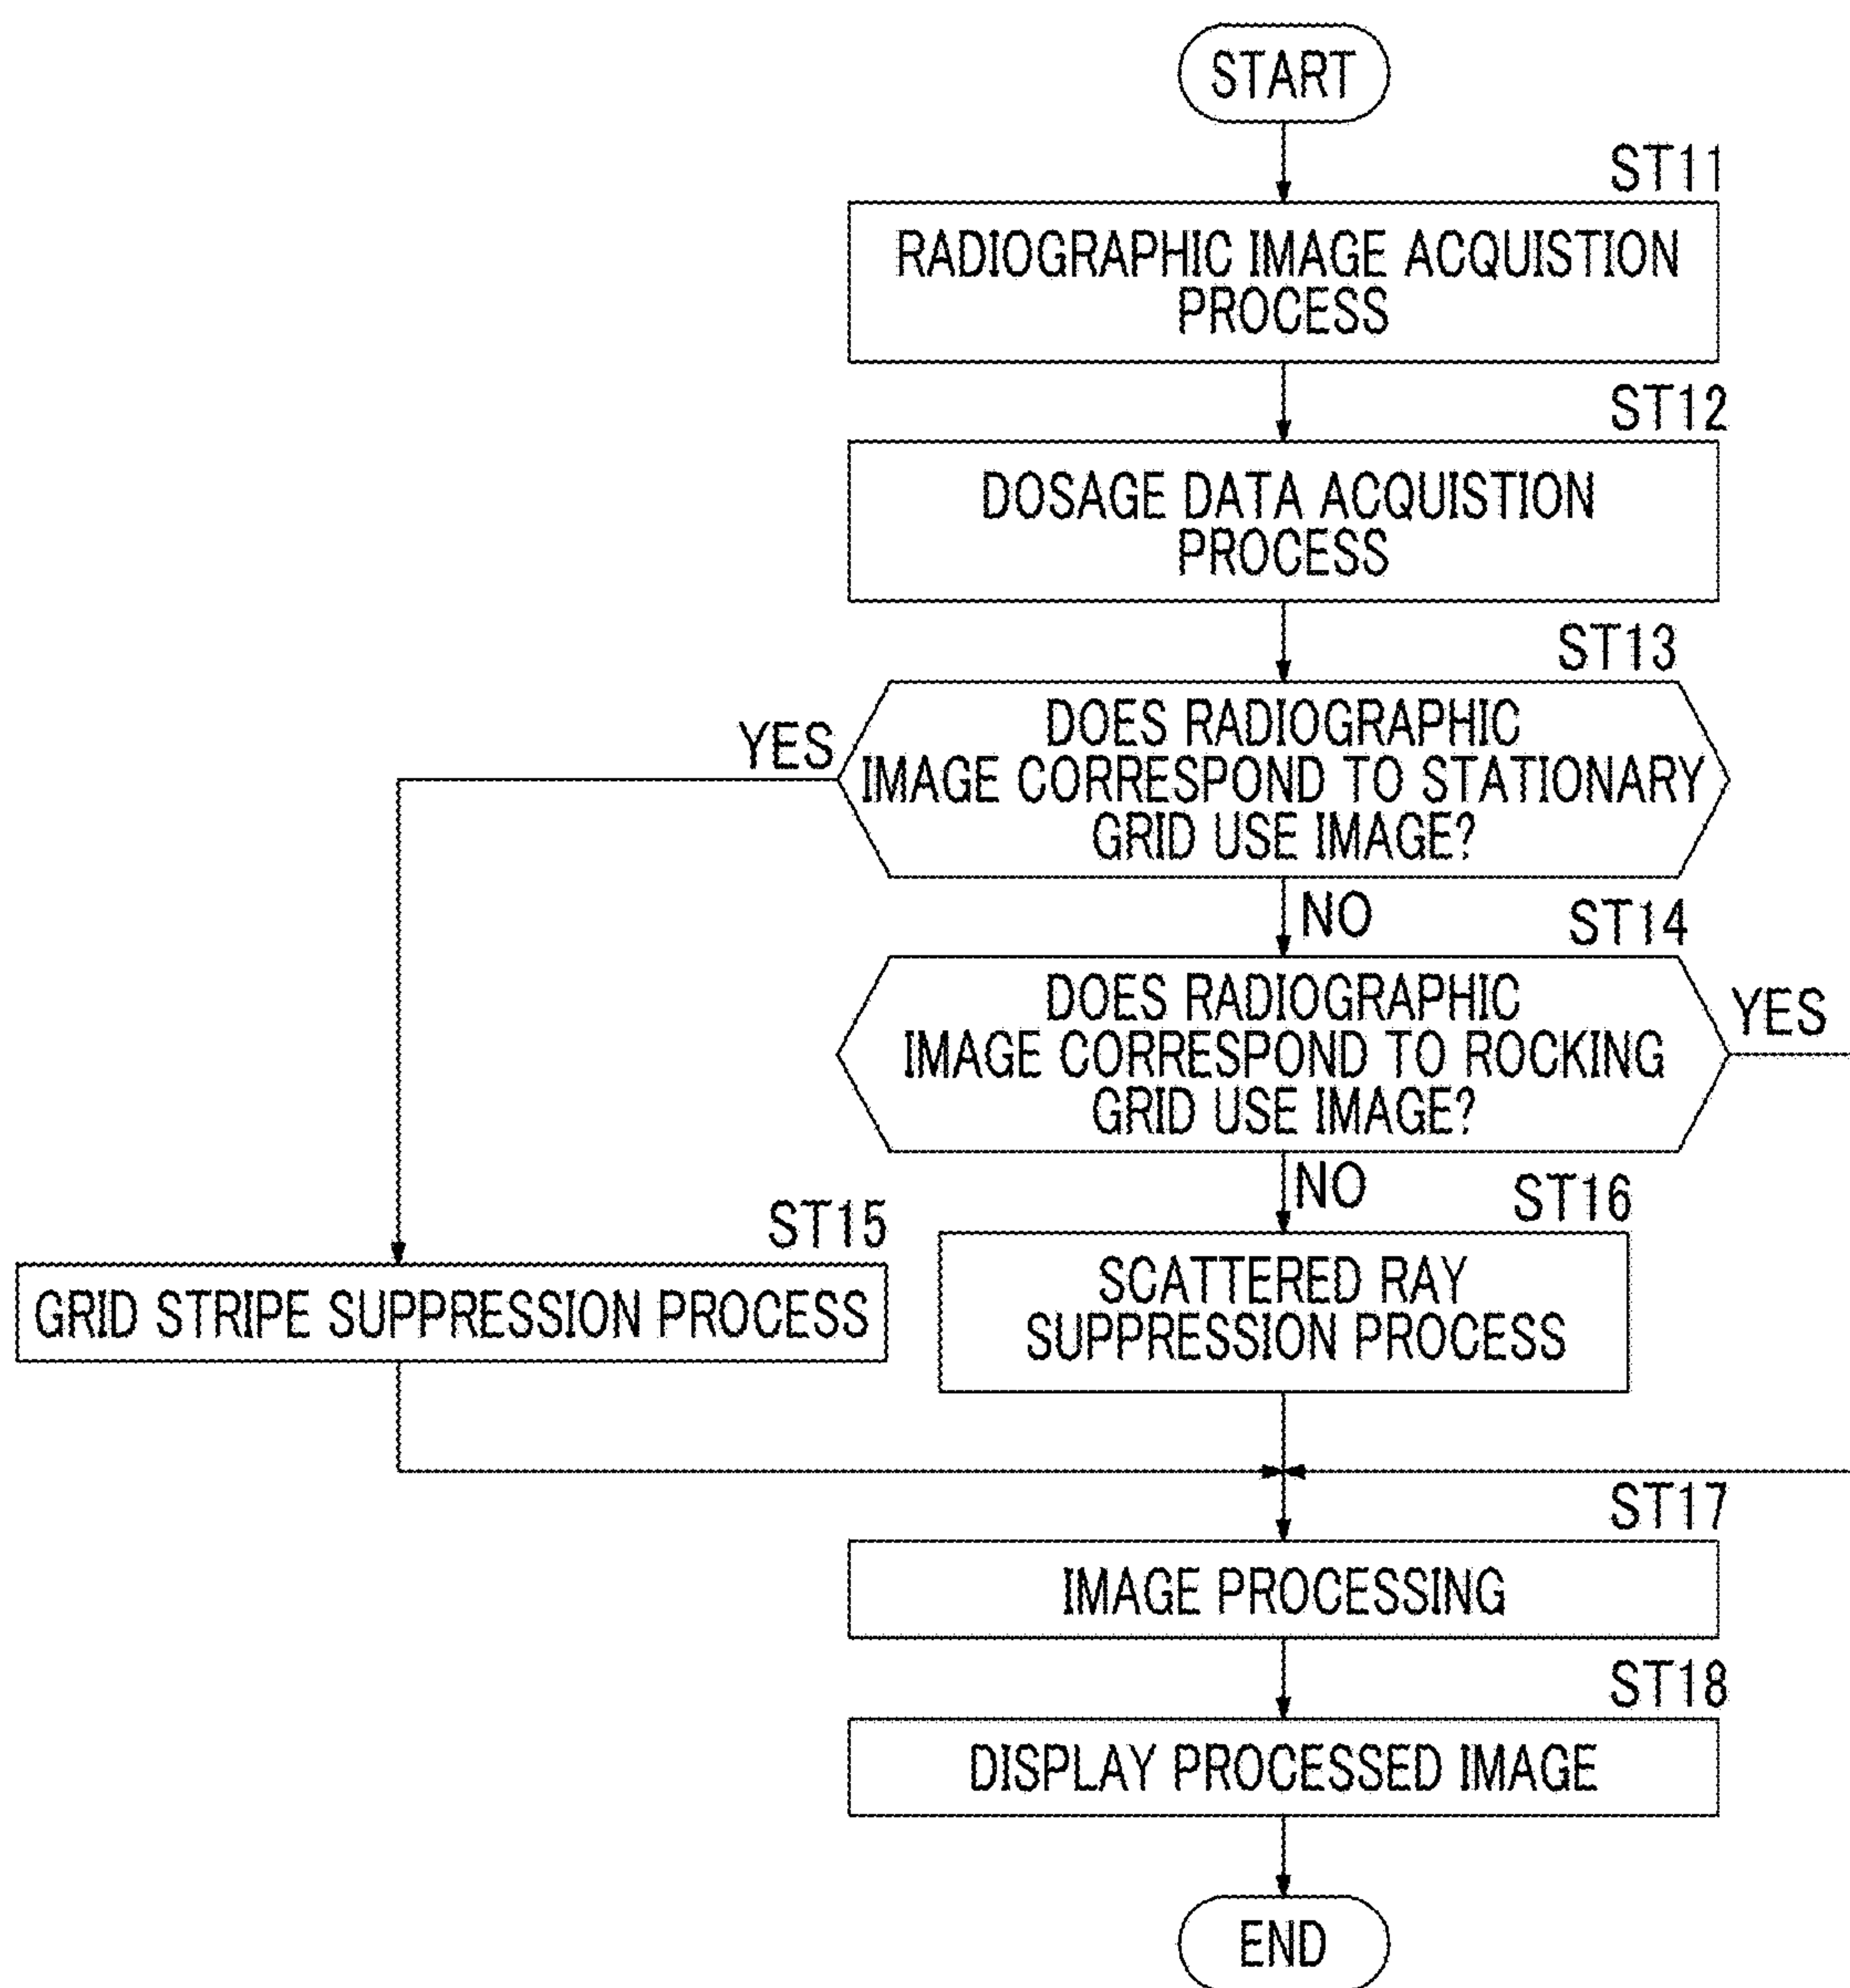 START
ST11
RADIOGRAPHIC IMAGE ACQUISTION
PROCESS
ST12
DOSAGE DATA ACQUISTION
PROCESS
ST13
DOES RADIOGRAPHIC
IMAGE CORRESPOND TO STATIONARY
GRID USE IMAGE?
YES
NO
ST14
DOES RADIOGRAPHIC
IMAGE CORRESPOND TO ROCKING
GRID USE IMAGE?
YES
NO
ST15
GRID STRIPE SUPPRESSION PROCESS
ST16
SCATTERED RAY
SUPPRESSION PROCESS
ST17
IMAGE PROCESSING
ST18
DISPLAY PROCESSED IMAGE
END